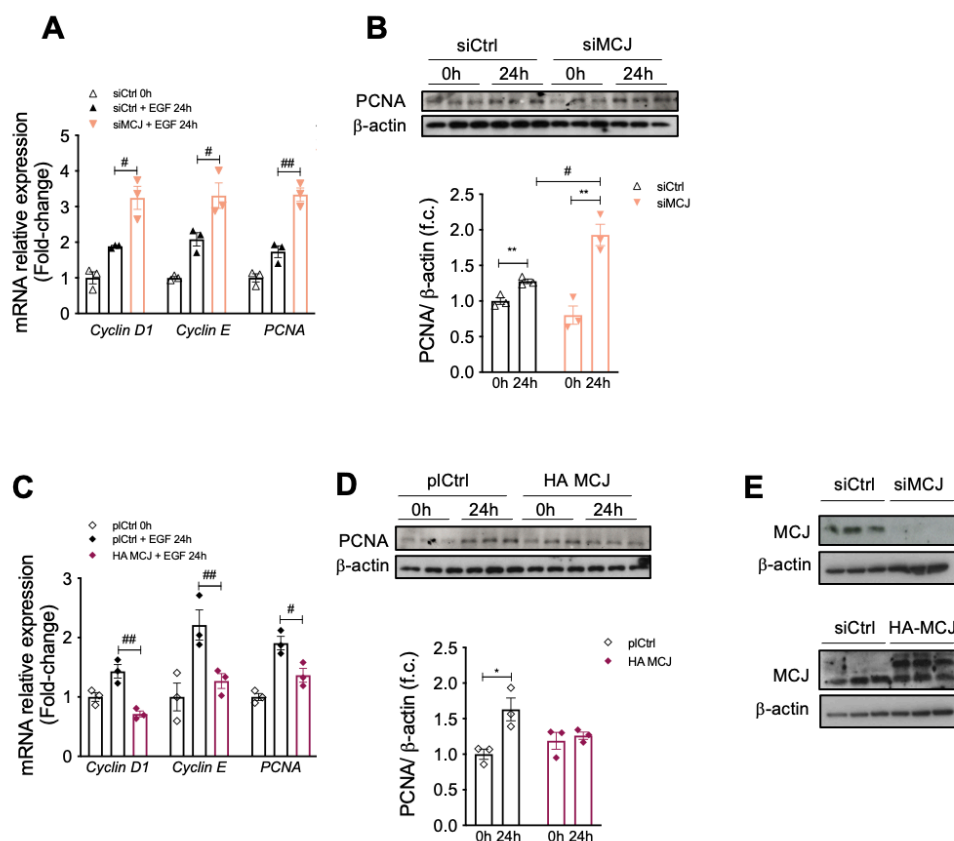 A
siCtrl 0h
siCtrl + EGF 24h
siMCJ + EGF 24h
mRNA relative expression
(Fold-change)
5
4
3
2
1
0
#
#
##
Cyclin D1
Cyclin E
PCNA
B
siCtrl
siMCJ
0h
24h
0h
24h
PCNA
β-actin
PCNA/ β-actin (f.c.)
2.5
2.0
1.5
1.0
0.5
0.0
#
**
**
siCtrl
siMCJ
0h 24h
0h 24h
C
plCtrl 0h
plCtrl + EGF 24h
HA MCJ + EGF 24h
mRNA relative expression
(Fold-change)
3
2
1
0
##
##
#
Cyclin D1
Cyclin E
PCNA
D
plCtrl
HA MCJ
0h
24h
0h
24h
PCNA
β-actin
PCNA/ β-actin (f.c.)
2.0
1.5
1.0
0.5
0.0
*
plCtrl
HA MCJ
0h 24h
0h 24h
E
siCtrl
siMCJ
MCJ
β-actin
siCtrl
HA-MCJ
MCJ
β-actin